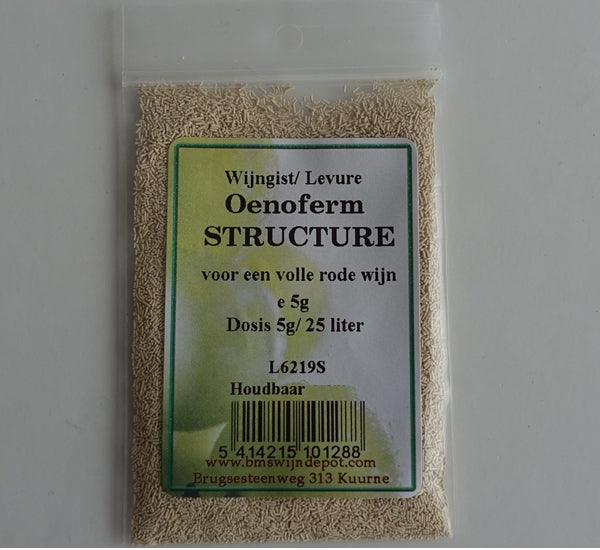 Wijngist/ Levure
Oenoferm
STRUCTURE
voor een volle rode wijn
e 5g
Dosis 5g/ 25 liter
L6219S
Houdbaar
5 414215 101288
www.bmswijndepot.com
Brugsesteenweg 313 Kuurne